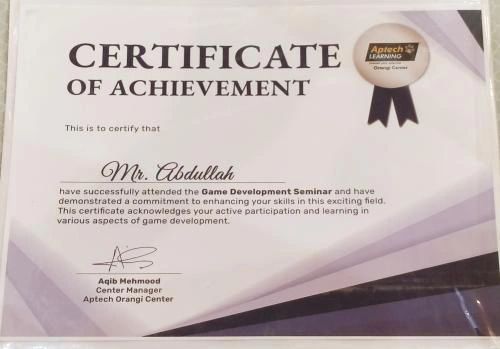 CERTIFICATE
OF ACHIEVEMENT
Aptech
LEARNING
Orangi Center
This is to certify that
Mr. Abdullah
have successfully attended the Game Development Seminar and have
demonstrated a commitment to enhancing your skills in this exciting field.
This certificate acknowledges your active participation and learning in
various aspects of game development.
Aqib Mehmood
Center Manager
Aptech Orangi Center